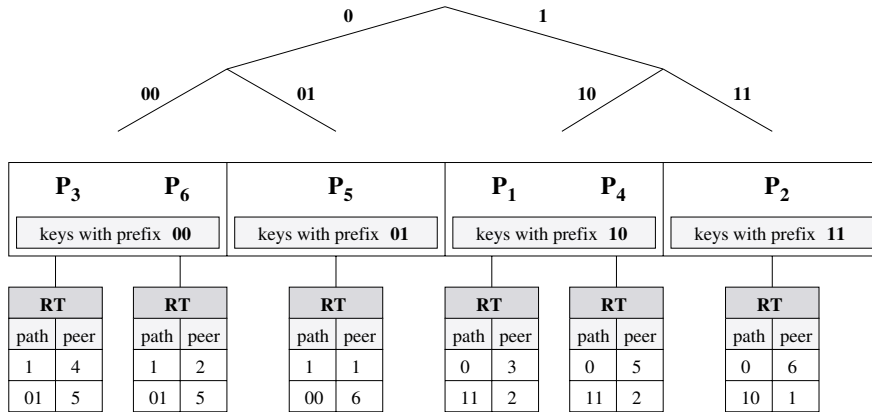 0 1
00 01 10 11
P3 P6 P5 P1 P4 P2
keys with prefix 00 keys with prefix 01 keys with prefix 10 keys with prefix 11
RT RT RT RT RT RT
path peer path peer path peer path peer path peer path peer
1 4 1 2 1 1 0 3 0 5 0 6
01 5 01 5 00 6 11 2 11 2 10 1